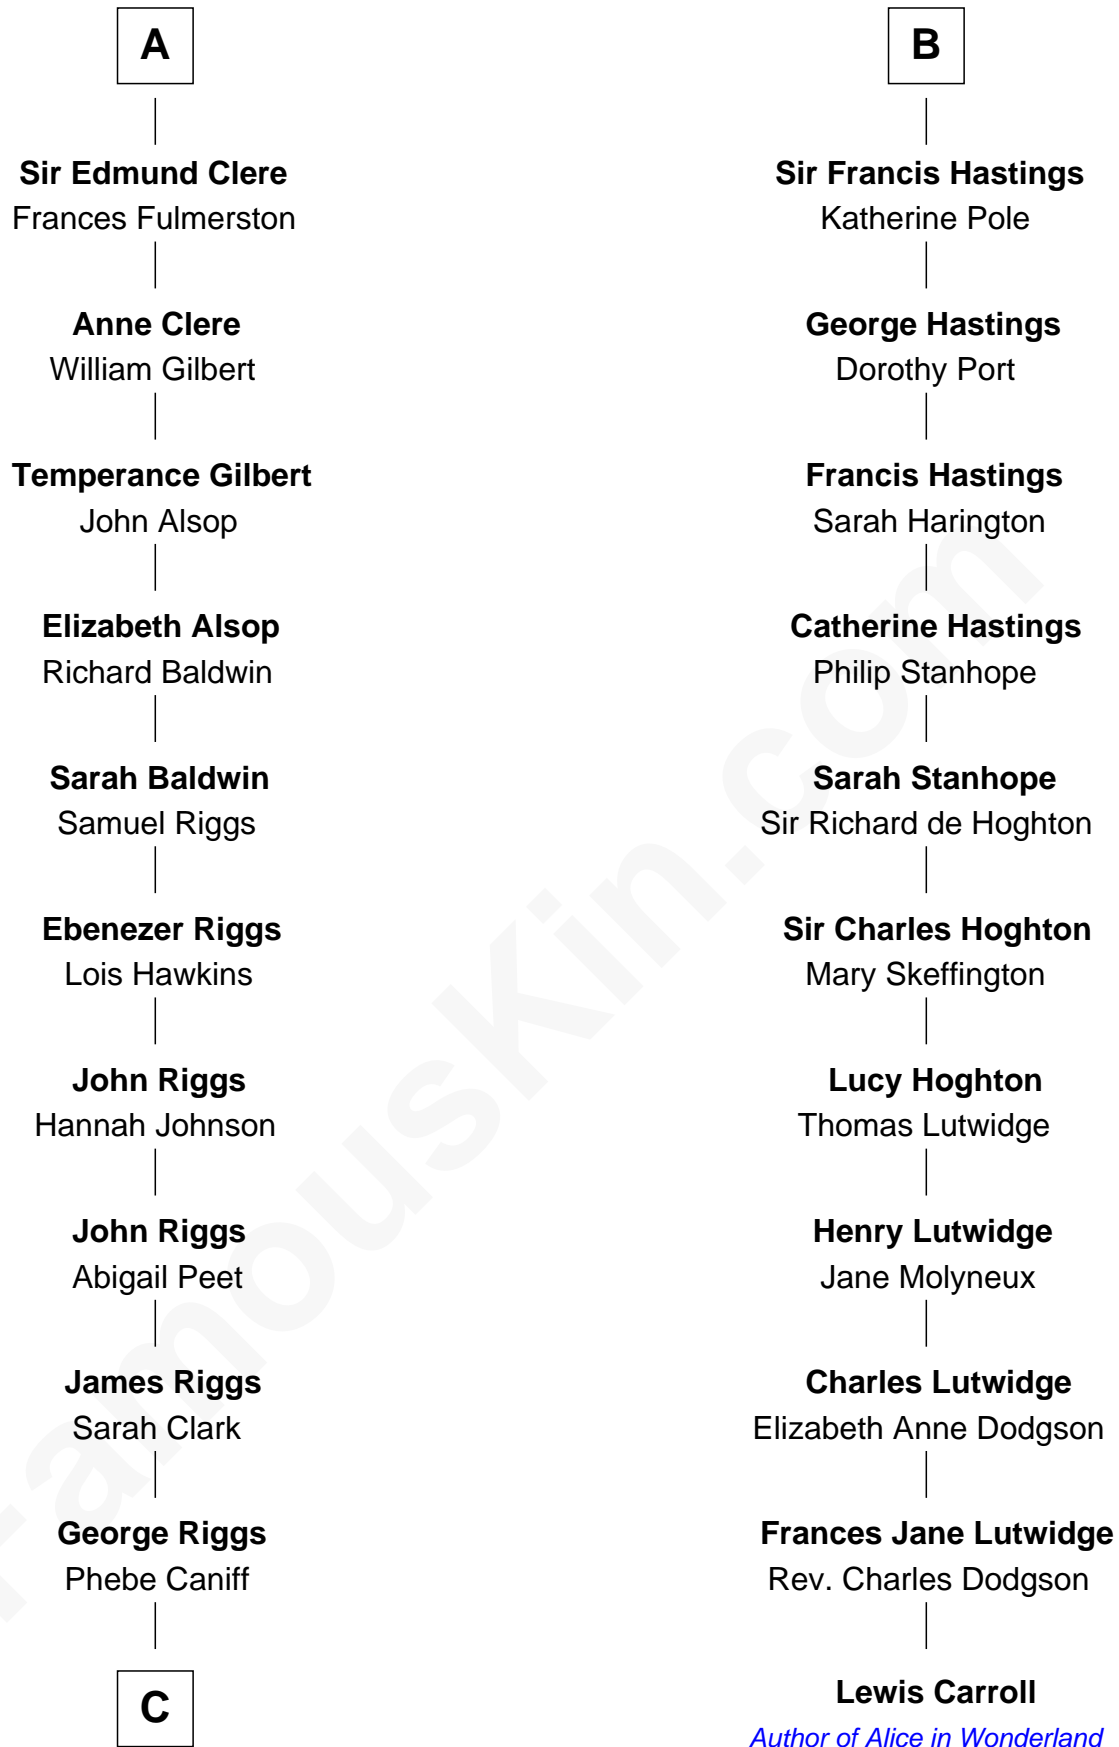 A
Sir Edmund Clere
Frances Fulmerston
Anne Clere
William Gilbert
Temperance Gilbert
John Alsop
Elizabeth Alsop
Richard Baldwin
Sarah Baldwin
Samuel Riggs
Ebenezer Riggs
Lois Hawkins
John Riggs
Hannah Johnson
John Riggs
Abigail Peet
James Riggs
Sarah Clark
George Riggs
Phebe Caniff
C
B
Sir Francis Hastings
Katherine Pole
George Hastings
Dorothy Port
Francis Hastings
Sarah Harington
Catherine Hastings
Philip Stanhope
Sarah Stanhope
Sir Richard de Hoghton
Sir Charles Hoghton
Mary Skeffington
Lucy Hoghton
Thomas Lutwidge
Henry Lutwidge
Jane Molyneux
Charles Lutwidge
Elizabeth Anne Dodgson
Frances Jane Lutwidge
Rev. Charles Dodgson
Lewis Carroll
Author of Alice in Wonderland
FamousKin.com